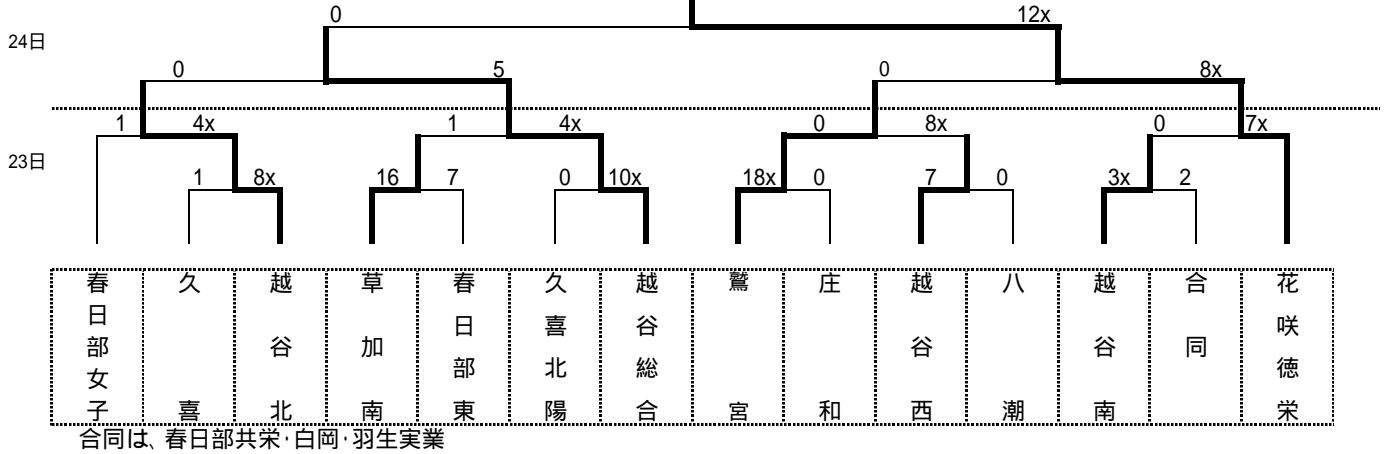 0 12x
24日
0 5 0 8x
1 4x 1 4x 0 8x 0 7x
23日
1 8x 16 7 0 10x 18x 0 7 0 3x 2
春日部女子
久喜
越谷北
草加南
春日部東
久喜北陽
越谷総合
鷲宮
庄和
越谷西
八潮
越谷南
合同
花咲徳栄
合同は、春日部共栄・白岡・羽生実業